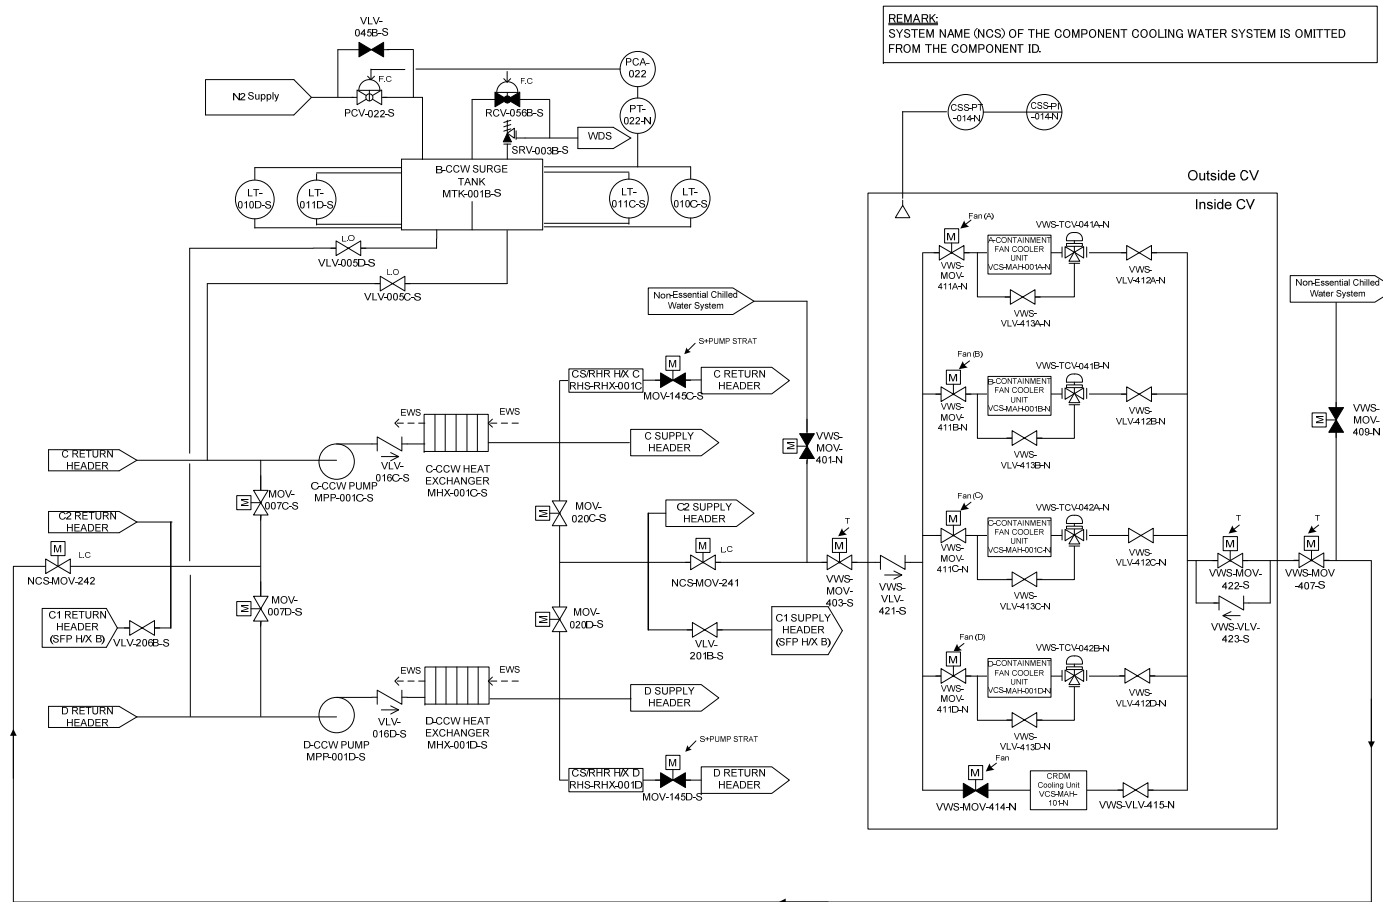 REMARK:
SYSTEM NAME (NCS) OF THE COMPONENT COOLING WATER SYSTEM IS OMITTED
FROM THE COMPONENT ID.
VLV-
045B-S
F.C
PCV-022-S
N2 Supply
F.C
RCV-056B-S
SRV-003B-S
WDS
PCA-
022
PT-
022-N
B-CCW SURGE
TANK
MTK-001B-S
LT-
010D-S
LT-
011D-S
LT-
011C-S
LT-
010C-S
L.O
VLV-005D-S
L.O
VLV-005C-S
CSS-PT
-014-N
CSS-PI
-014-N
Outside CV
Inside CV
Non-Essential Chilled
Water System
Non-Essential Chilled
Water System
S+PUMP STRAT
M
CS/RHR H/X C
RHS-RHX-001C
MOV-145C-S
C RETURN
HEADER
EWS
EWS
C SUPPLY
HEADER
C RETURN
HEADER
C-CCW PUMP
MPP-001C-S
VLV-
016C-S
C-CCW HEAT
EXCHANGER
MHX-001C-S
M
VWS-
MOV-
401-N
M
VWS-
MOV-
409-N
M
MOV-
007C-S
M
MOV-
020C-S
C2 RETURN
HEADER
C2 SUPPLY
HEADER
M
L.C
NCS-MOV-242
M
L.C
NCS-MOV-241
C1 RETURN
HEADER
(SFP H/X B)
VLV-206B-S
M
MOV-
007D-S
M
MOV-
020D-S
VLV-
201B-S
C1 SUPPLY
HEADER
(SFP H/X B)
T
M
VWS-
MOV-
403-S
VWS-
VLV-
421-S
EWS
EWS
D RETURN
HEADER
D-CCW PUMP
MPP-001D-S
VLV-
016D-S
D-CCW HEAT
EXCHANGER
MHX-001D-S
D SUPPLY
HEADER
S+PUMP STRAT
M
CS/RHR H/X D
RHS-RHX-001D
MOV-145D-S
D RETURN
HEADER
Fan (A)
M
VWS-
MOV-
411A-N
A-CONTAINMENT
FAN COOLER
UNIT
VCS-MAH-001A-N
VWS-TCV-041A-N
VWS-
VLV-412A-N
VWS-
VLV-413A-N
Fan (B)
M
VWS-
MOV-
411B-N
B-CONTAINMENT
FAN COOLER
UNIT
VCS-MAH-001B-N
VWS-TCV-041B-N
VWS-
VLV-412B-N
VWS-
VLV-413B-N
Fan (C)
M
VWS-
MOV-
411C-N
C-CONTAINMENT
FAN COOLER
UNIT
VCS-MAH-001C-N
VWS-TCV-042A-N
VWS-
VLV-412C-N
VWS-
VLV-413C-N
Fan (D)
M
VWS-
MOV-
411D-N
D-CONTAINMENT
FAN COOLER
UNIT
VCS-MAH-001D-N
VWS-TCV-042B-N
VWS-
VLV-412D-N
VWS-
VLV-413D-N
Fan
M
VWS-MOV-414-N
CRDM
Cooling Unit
VCS-MAH-
101-N
VWS-VLV-415-N
T
M
VWS-MOV-
422-S
VWS-VLV-
423-S
T
M
VWS-MOV
-407-S